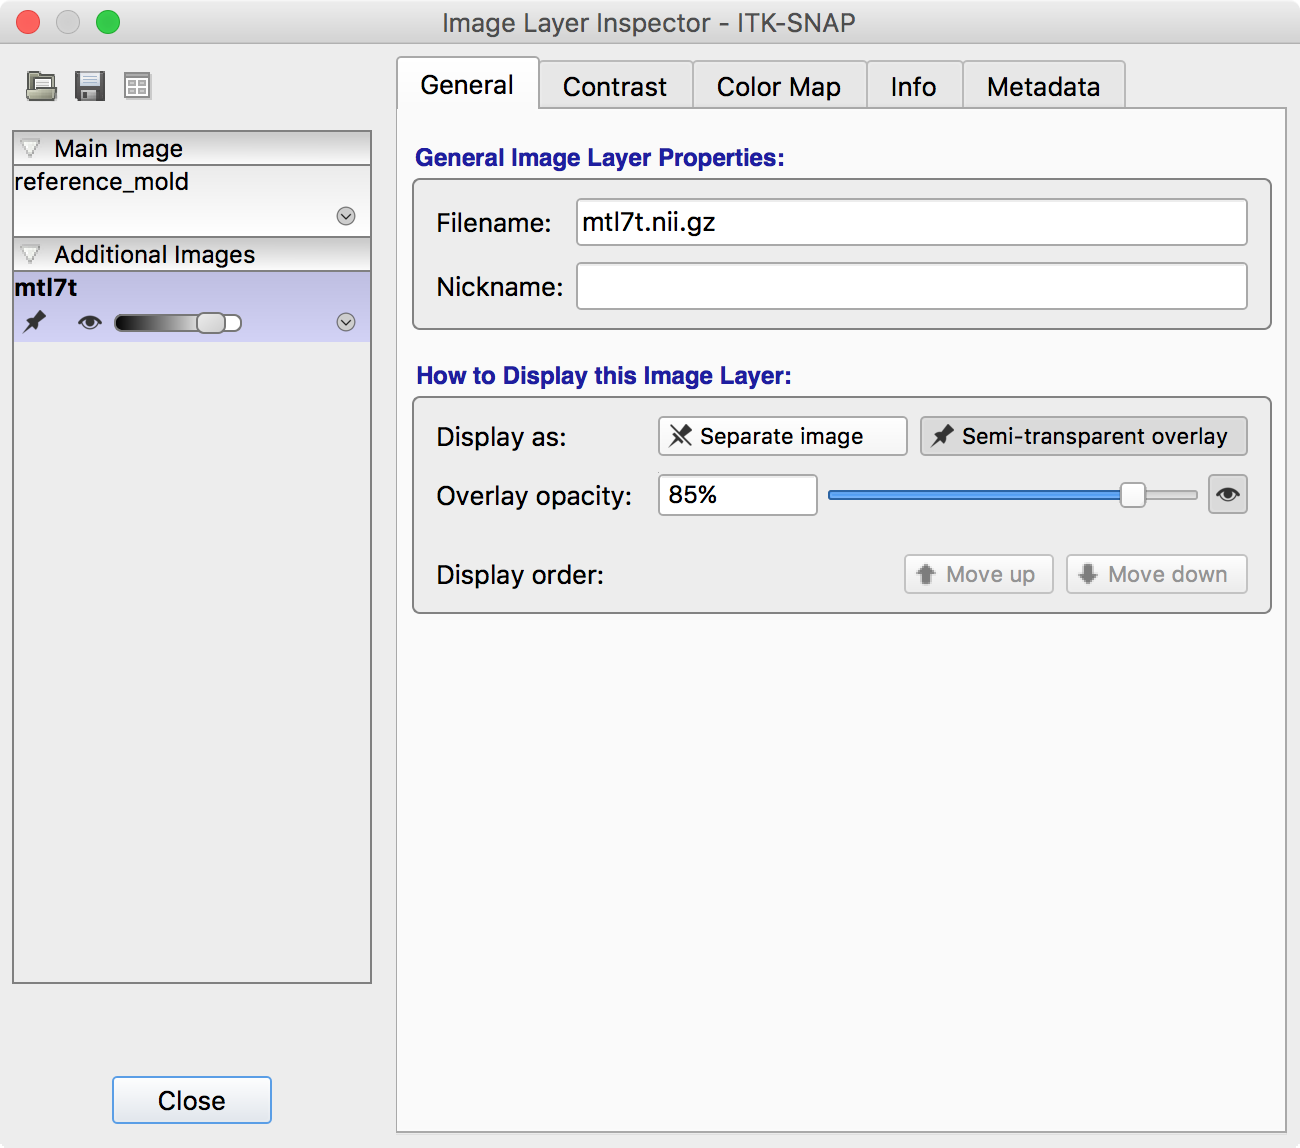 Image Layer Inspector - ITK-SNAP
General
Contrast
Color Map
Info
Metadata
Main Image
reference_mold
Additional Images
mtl7t
General Image Layer Properties:
Filename:
mtl7t.nii.gz
Nickname:
How to Display this Image Layer:
Display as:
Separate image
Semi-transparent overlay
Overlay opacity:
85%
Display order:
Move up
Move down
Close